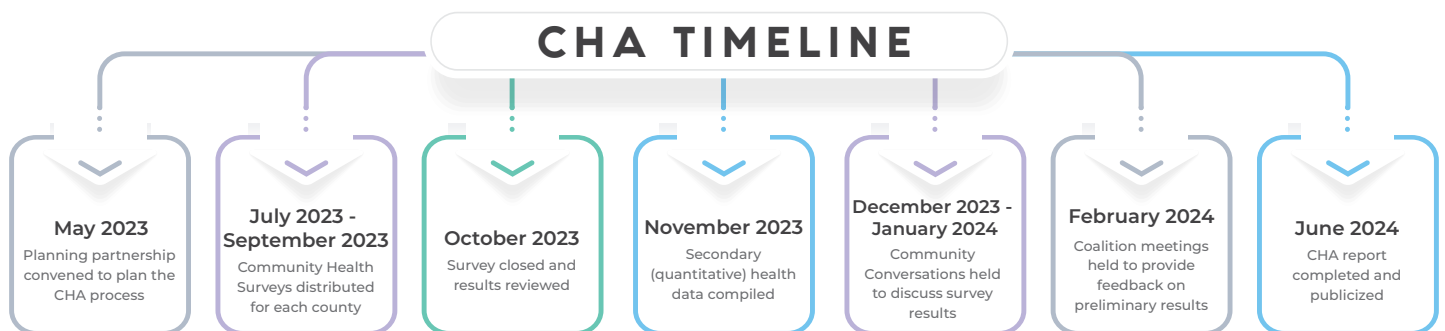 CHA TIMELINE
May 2023
Planning partnership
convened to plan the
CHA process
July 2023 -
September 2023
Community Health
Surveys distributed
for each county
October 2023
Survey closed and
results reviewed
November 2023
Secondary
(quantitative) health
data compiled
December 2023 -
January 2024
Community
Conversations held
to discuss survey
results
February 2024
Coalition meetings
held to provide
feedback on
preliminary results
June 2024
CHA report
completed and
publicized